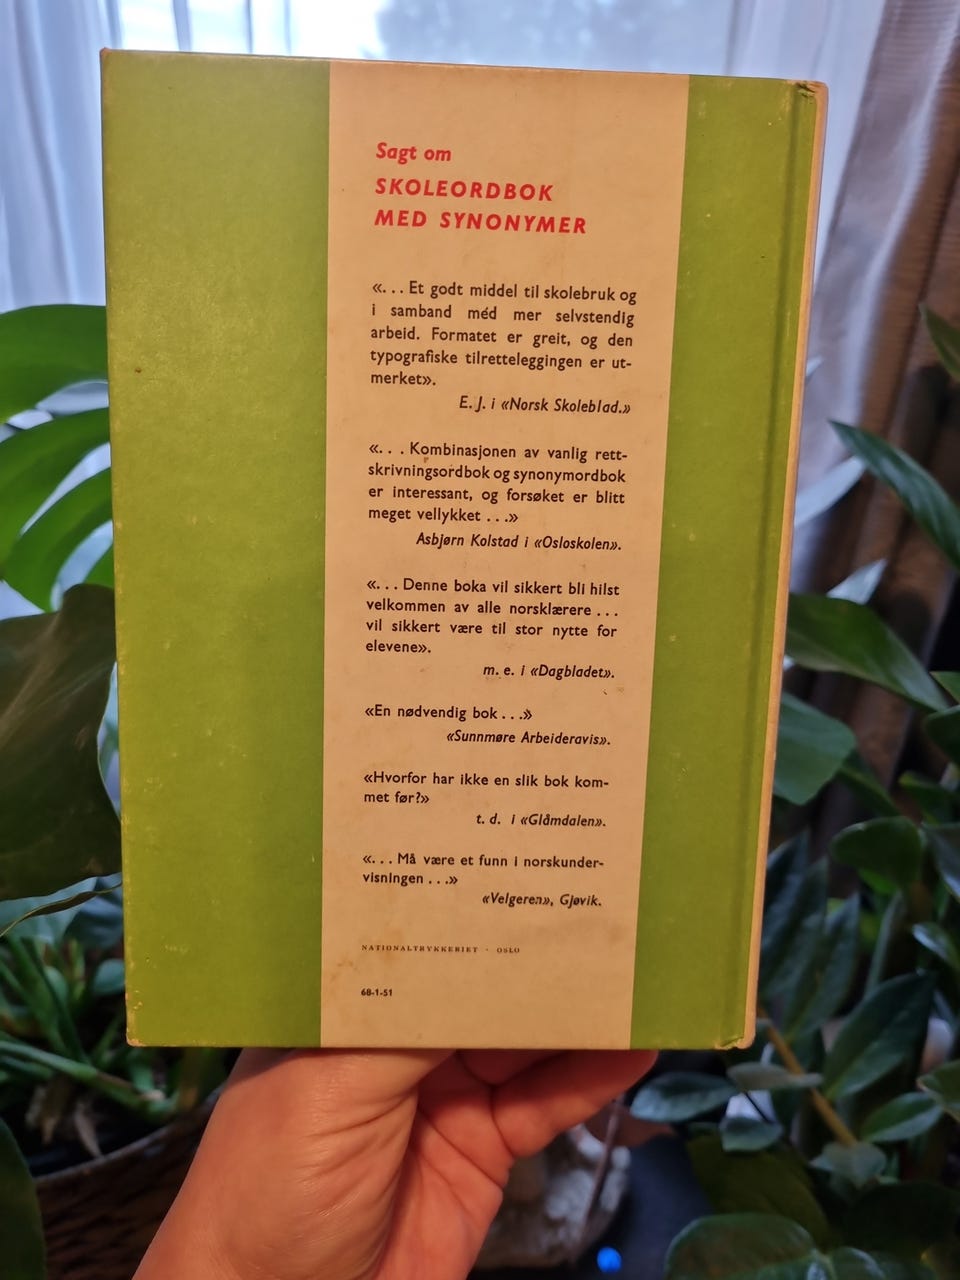 Sagt om
SKOLEORDBOK
MED SYNONYMER
«. . . Et godt middel til skolebruk og
i samband méd mer selvstendig
arbeid. Formatet er greit, og den
typografiske tilretteleggingen er ut-
merket».
E. J. i «Norsk Skoleblad.»
«. . . Kombinasjonen av vanlig rett-
skrivningsordbok og synonymordbok
er interessant, og forsøket er blitt
meget vellykket . . .»
Asbjørn Kolstad i «Osloskolen».
«. . . Denne boka vil sikkert bli hilst
velkommen av alle norsklærere . . .
vil sikkert være til stor nytte for
elevene».
m. e. i «Dagbladet».
«En nødvendig bok . . .»
«Sunnmøre Arbeideravis».
«Hvorfor har ikke en slik bok kom-
met før?»
t. d. i «Glåmdalen».
«. . . Må være et funn i norskunder-
visningen . . .»
«Velgeren», Gjøvik.
NATIONALTRYKKERIET · OSLO
68-1-51